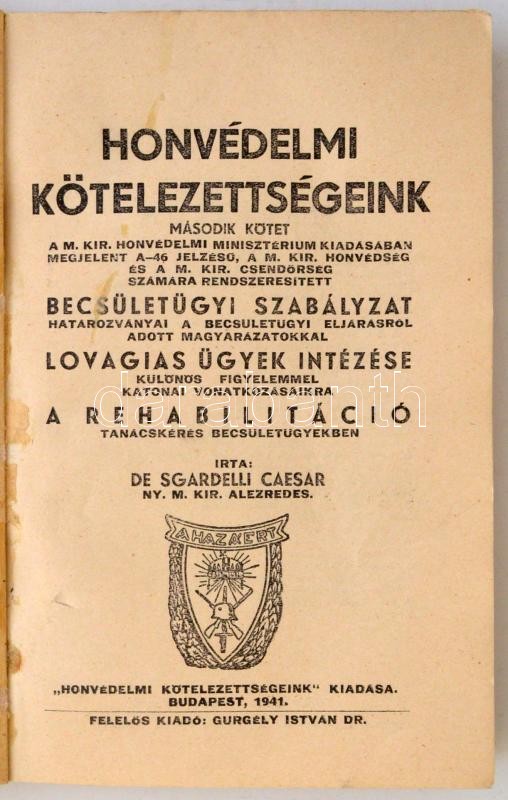 HONVÉDELMI
KÖTELEZETTSÉGEINK
MÁSODIK KÖTET
A M. KIR. HONVÉDELMI MINISZTÉRIUM KIADÁSÁBAN
MEGJELENT A-46 JELZÉSŰ, A M. KIR. HONVÉDSÉG
ÉS A M. KIR. CSENDŐRSÉG
SZÁMÁRA RENDSZERESÍTETT
BECSÜLETÜGYI SZABÁLYZAT
HATÁROZVÁNYAI A BECSÜLETÜGYI ELJÁRÁSRÓL
ADOTT MAGYARÁZATOKKAL
LOVAGIAS ÜGYEK INTÉZÉSE
KÜLÖNÖS FIGYELEMMEL
KATONAI VONATKOZÁSAIKRA
darabanth
A REHABILITÁCIÓ
TANÁCSKÉRÉS BECSÜLETÜGYEKBEN
IRTA:
DE SGARDELLI CAESAR
NY. M. KIR. ALEZREDES.
A HAZÁÉRT
„HONVÉDELMI KÖTELEZETTSÉGEINK" KIADÁSA.
BUDAPEST, 1941.
FELELŐS KIADÓ: GURGÉLY ISTVÁN DR.